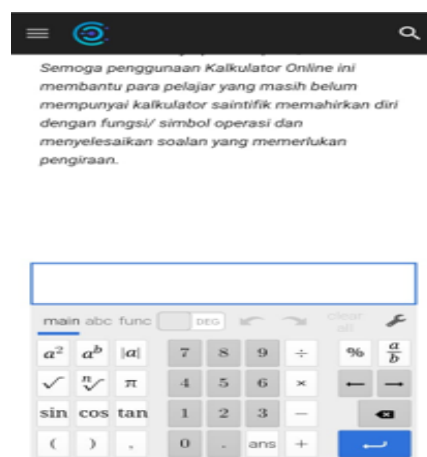 Semoga penggunaan Kalkulator Online ini
membantu para pelajar yang masih belum
mempunyai kalkulator saintifik memahirkan diri
dengan fungsi/ simbol operasi dan
menyelesaikan soalan yang memerlukan
pengiraan.
main abc func DEG clear all
a² aᵇ |a| 7 8 9 ÷ % a/b
√ ⁿ√ π 4 5 6 × ← →
sin cos tan 1 2 3 −
( ) , 0 . ans +